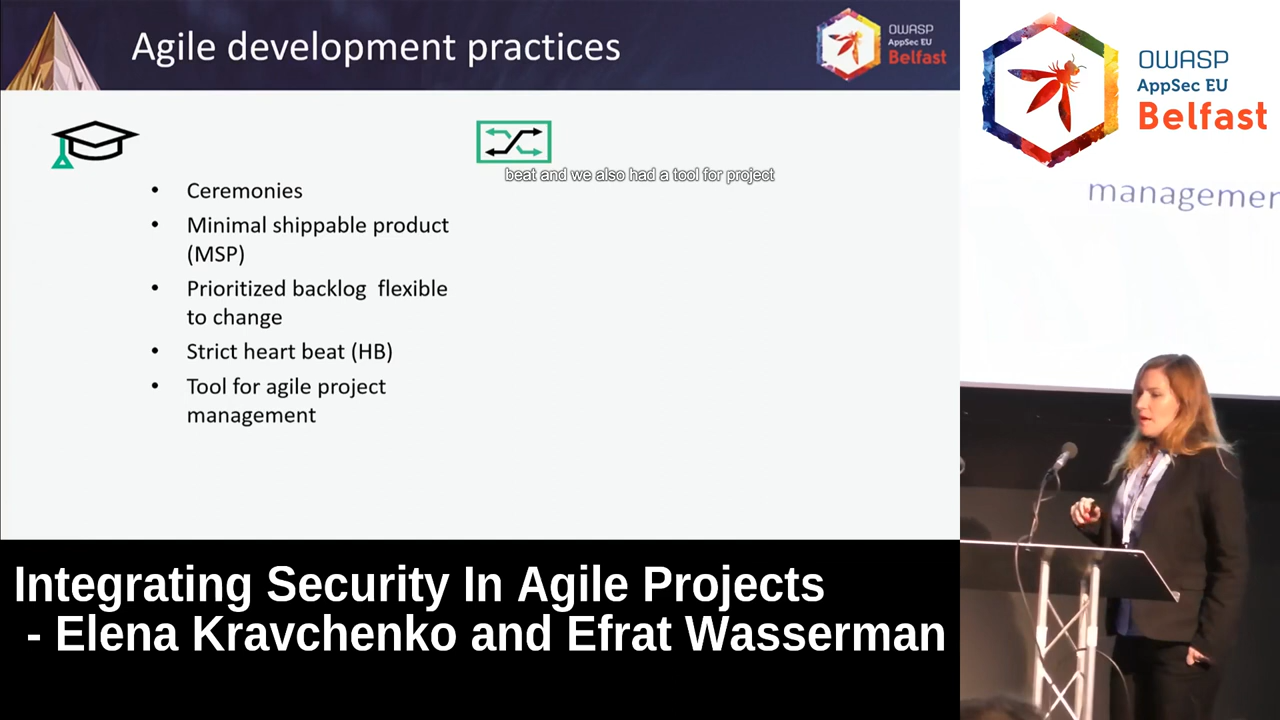 Agile development practices
OWASP
AppSec EU
Belfast
beat and we also had a tool for project
• Ceremonies
• Minimal shippable product
(MSP)
• Prioritized backlog flexible
to change
• Strict heart beat (HB)
• Tool for agile project
management
OWASP
AppSec EU
Belfast
managemen
Integrating Security In Agile Projects
- Elena Kravchenko and Efrat Wasserman